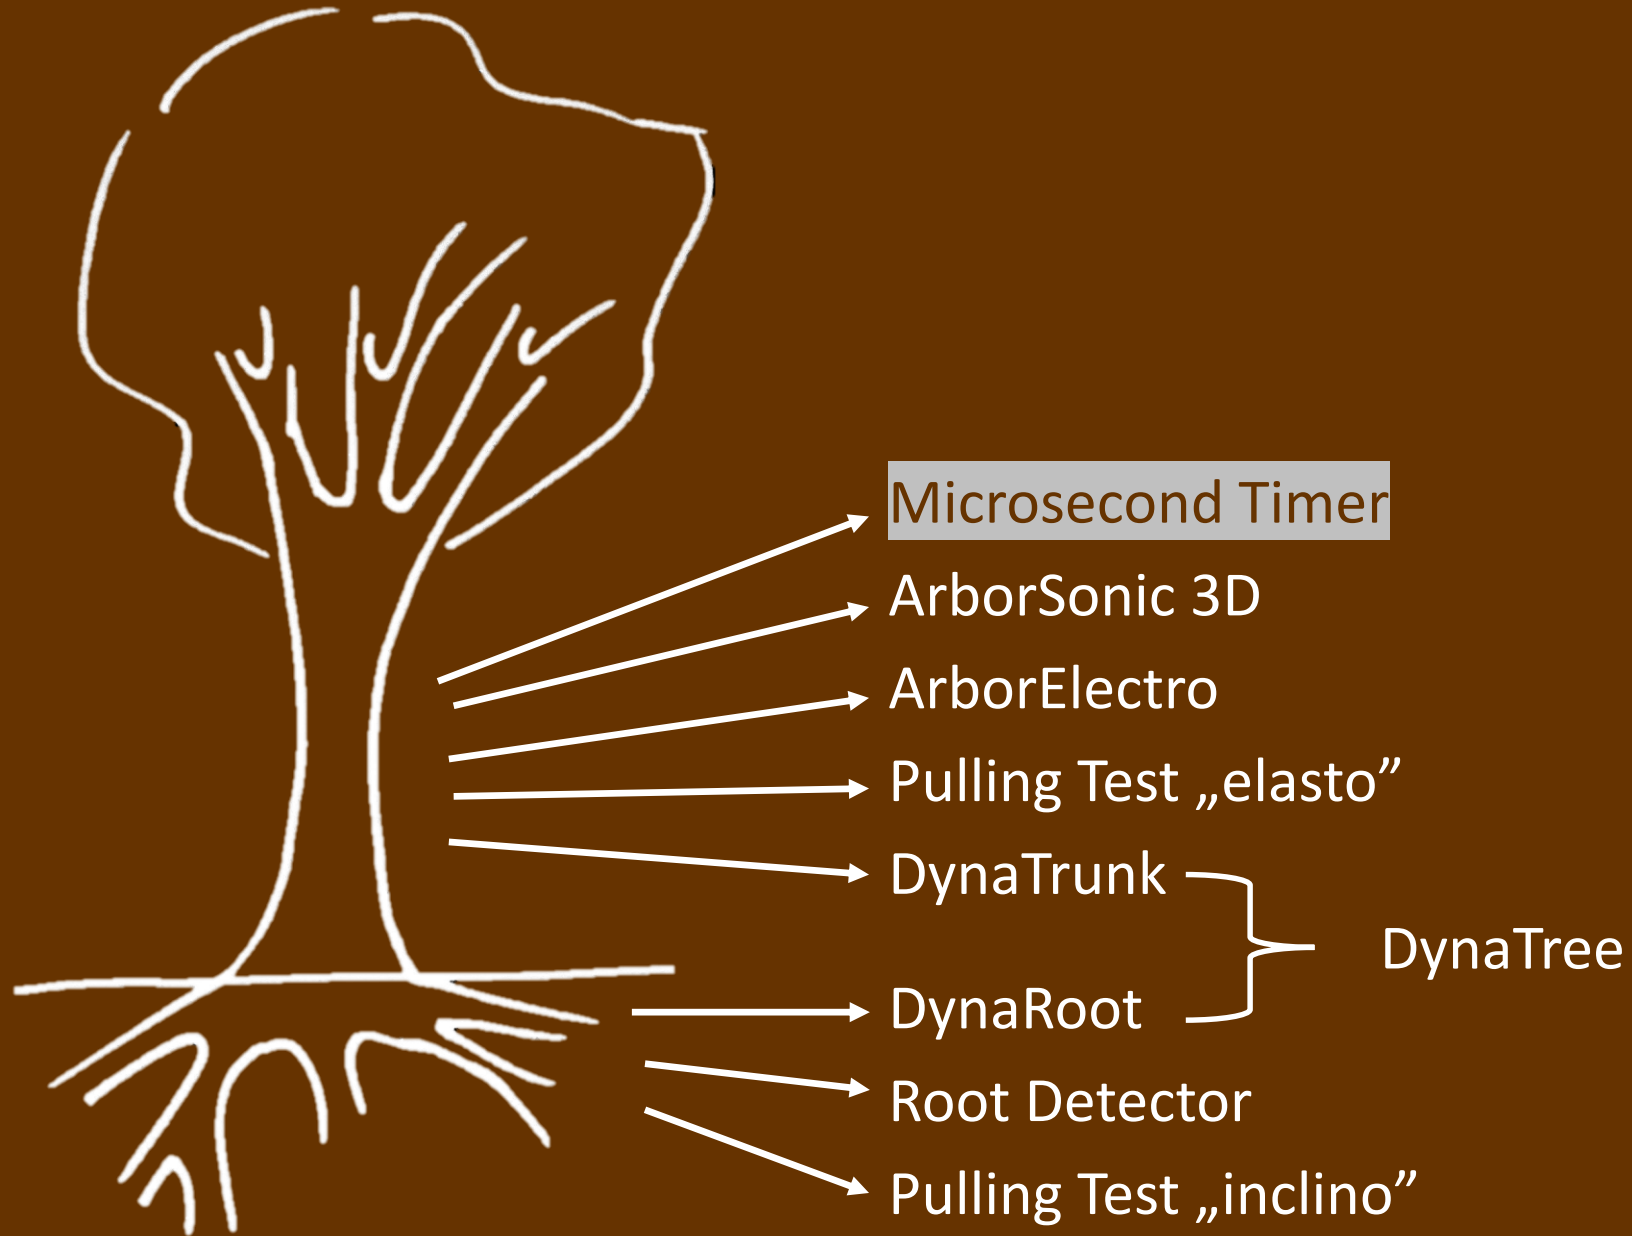 Microsecond Timer
ArborSonic 3D
ArborElectro
Pulling Test „elasto”
DynaTrunk
DynaTree
DynaRoot
Root Detector
Pulling Test „inclino”